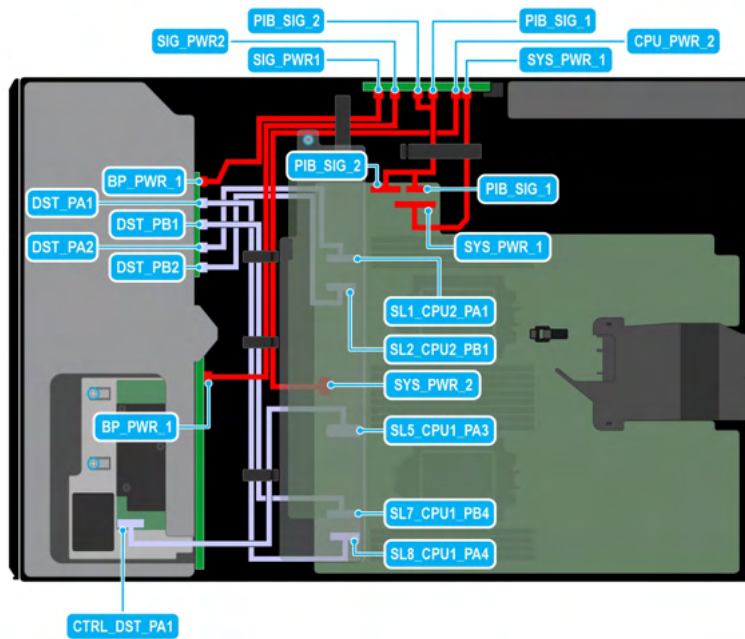 PIB_SIG_2
PIB_SIG_1
SIG_PWR2
CPU_PWR_2
SIG_PWR1
SYS_PWR_1
PIB_SIG_2
BP_PWR_1
PIB_SIG_1
DST_PA1
DST_PB1
DST_PA2
SYS_PWR_1
DST_PB2
SL1_CPU2_PA1
SL2_CPU2_PB1
SYS_PWR_2
BP_PWR_1
SL5_CPU1_PA3
SL7_CPU1_PB4
SL8_CPU1_PA4
CTRL_DST_PA1